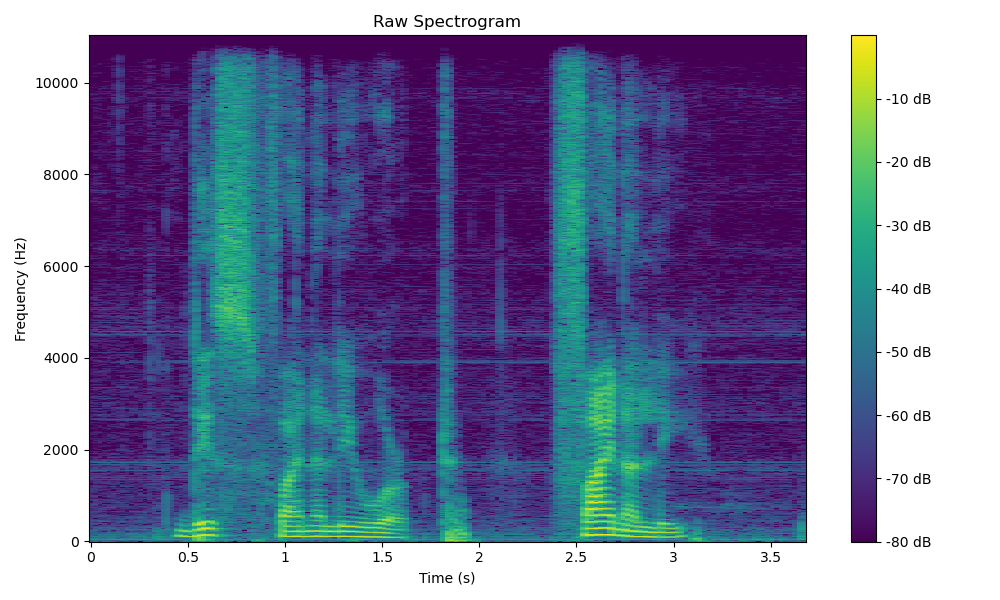 Raw Spectrogram
Frequency (Hz)
10000
8000
6000
4000
2000
0
0 0.5 1 1.5 2 2.5 3 3.5
Time (s)
-10 dB
-20 dB
-30 dB
-40 dB
-50 dB
-60 dB
-70 dB
-80 dB